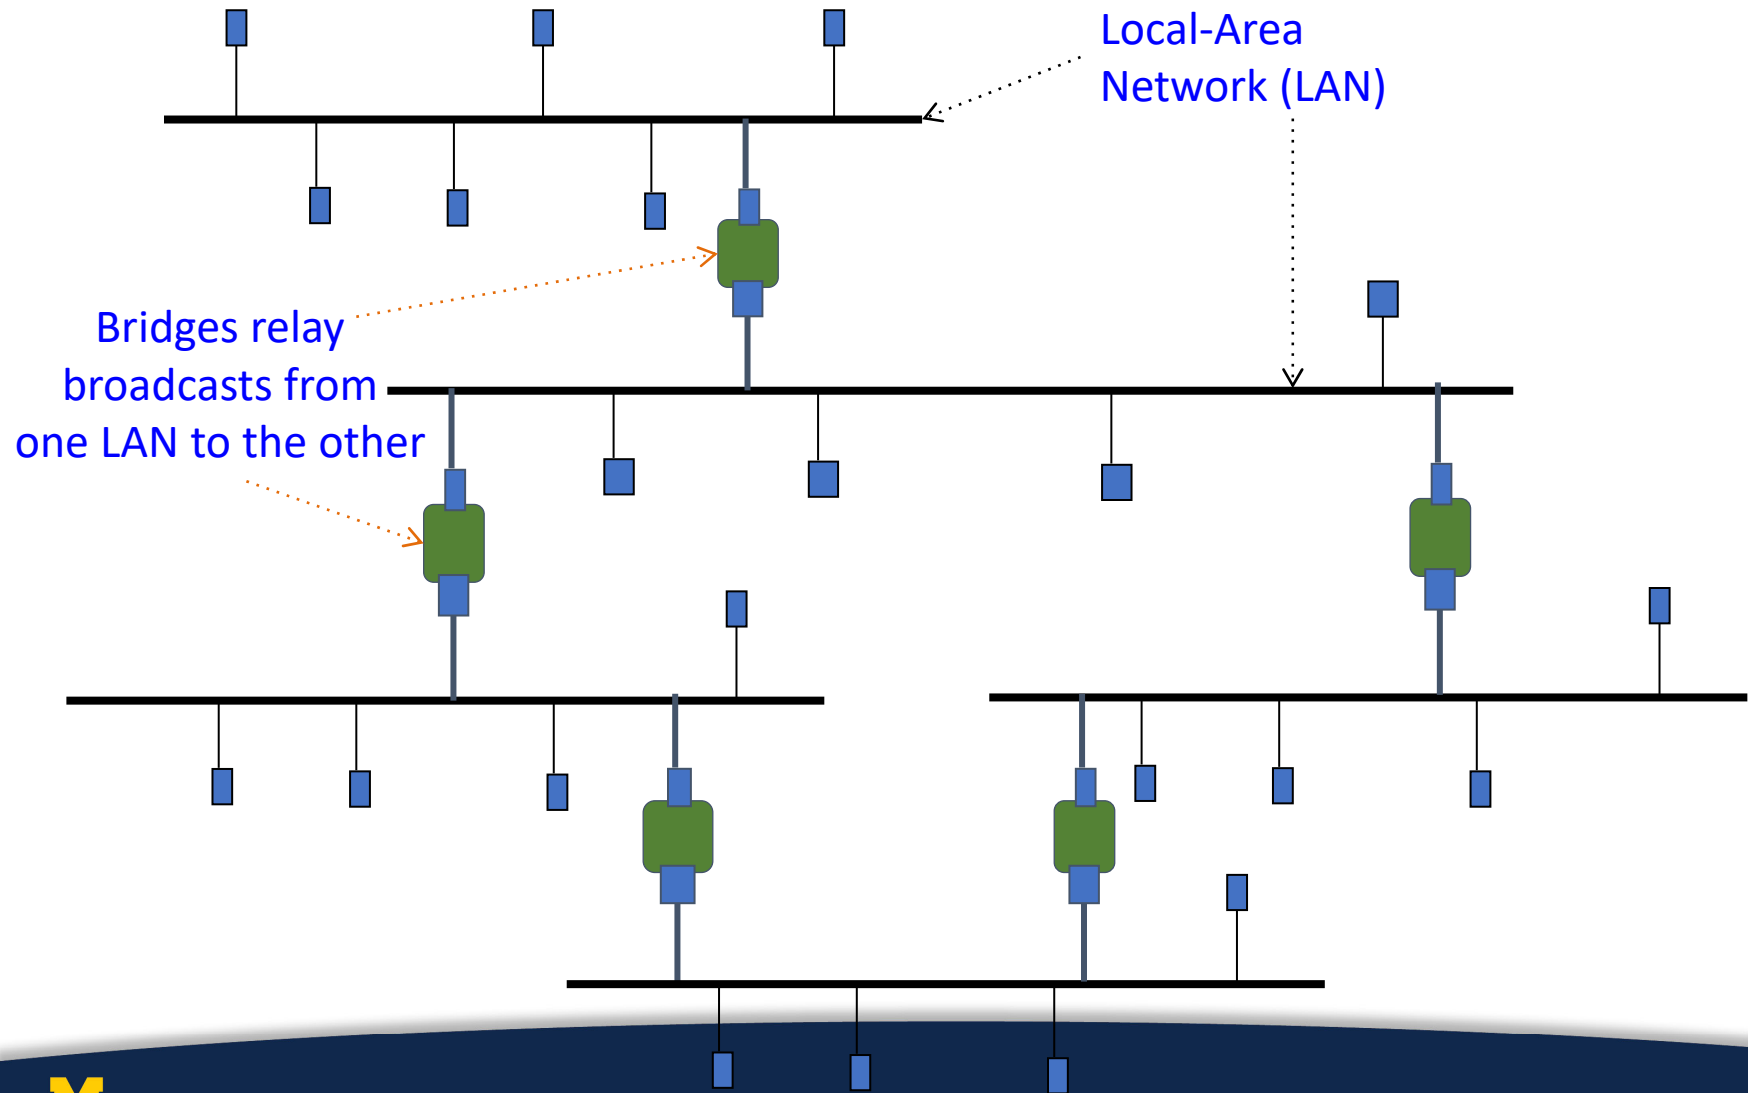 Local-Area
Network (LAN)
Bridges relay
broadcasts from
one LAN to the other